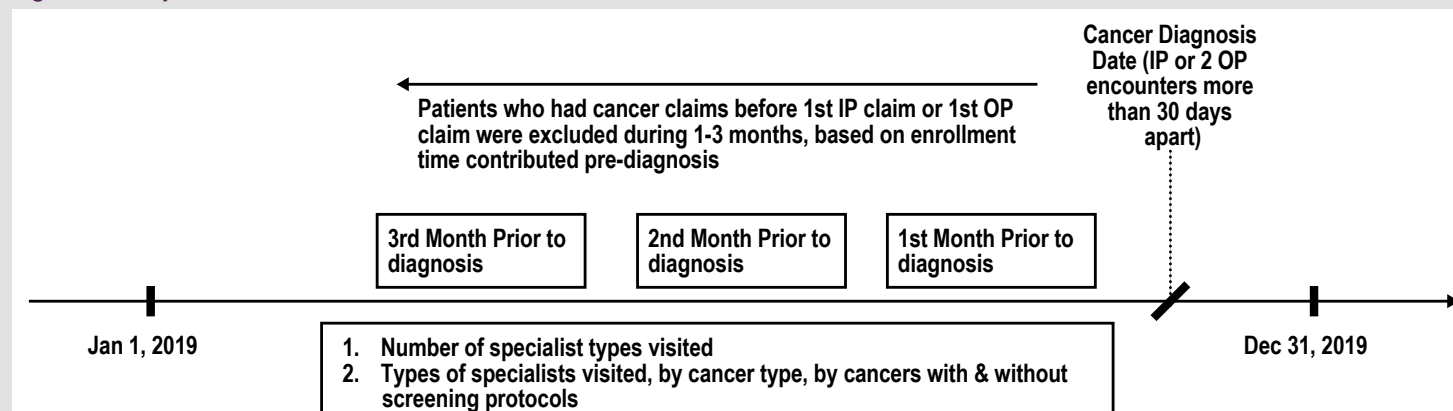 Cancer Diagnosis
Date (IP or 2 OP
encounters more
than 30 days
apart)
Patients who had cancer claims before 1st IP claim or 1st OP
claim were excluded during 1-3 months, based on enrollment
time contributed pre-diagnosis
3rd Month Prior to
diagnosis
2nd Month Prior to
diagnosis
1st Month Prior to
diagnosis
Jan 1, 2019
Dec 31, 2019
1. Number of specialist types visited
2. Types of specialists visited, by cancer type, by cancers with & without
screening protocols